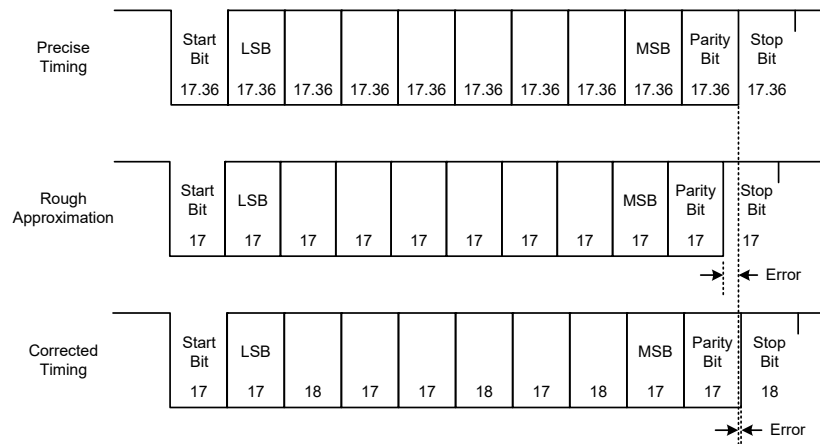 Precise
Timing
Start
Bit
LSB
MSB
Parity
Bit
Stop
Bit
17.36 17.36 17.36 17.36 17.36 17.36 17.36 17.36 17.36 17.36 17.36
Rough
Approximation
Start
Bit
LSB
MSB
Parity
Bit
Stop
Bit
17 17 17 17 17 17 17 17 17 17 17
Error
Corrected
Timing
Start
Bit
LSB
MSB
Parity
Bit
Stop
Bit
17 17 18 17 17 18 17 18 17 17 18
Error